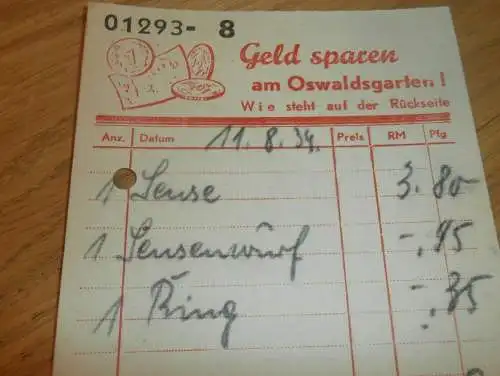 01293- 8
Geld sparen
am Oswaldsgarten!
Wie steht auf der Rückseite
Anz. Datum 11.8.34. Preis RM Pfg
1 Sense 3.80
1 Sensenwurf -.95
1 Ring -.35